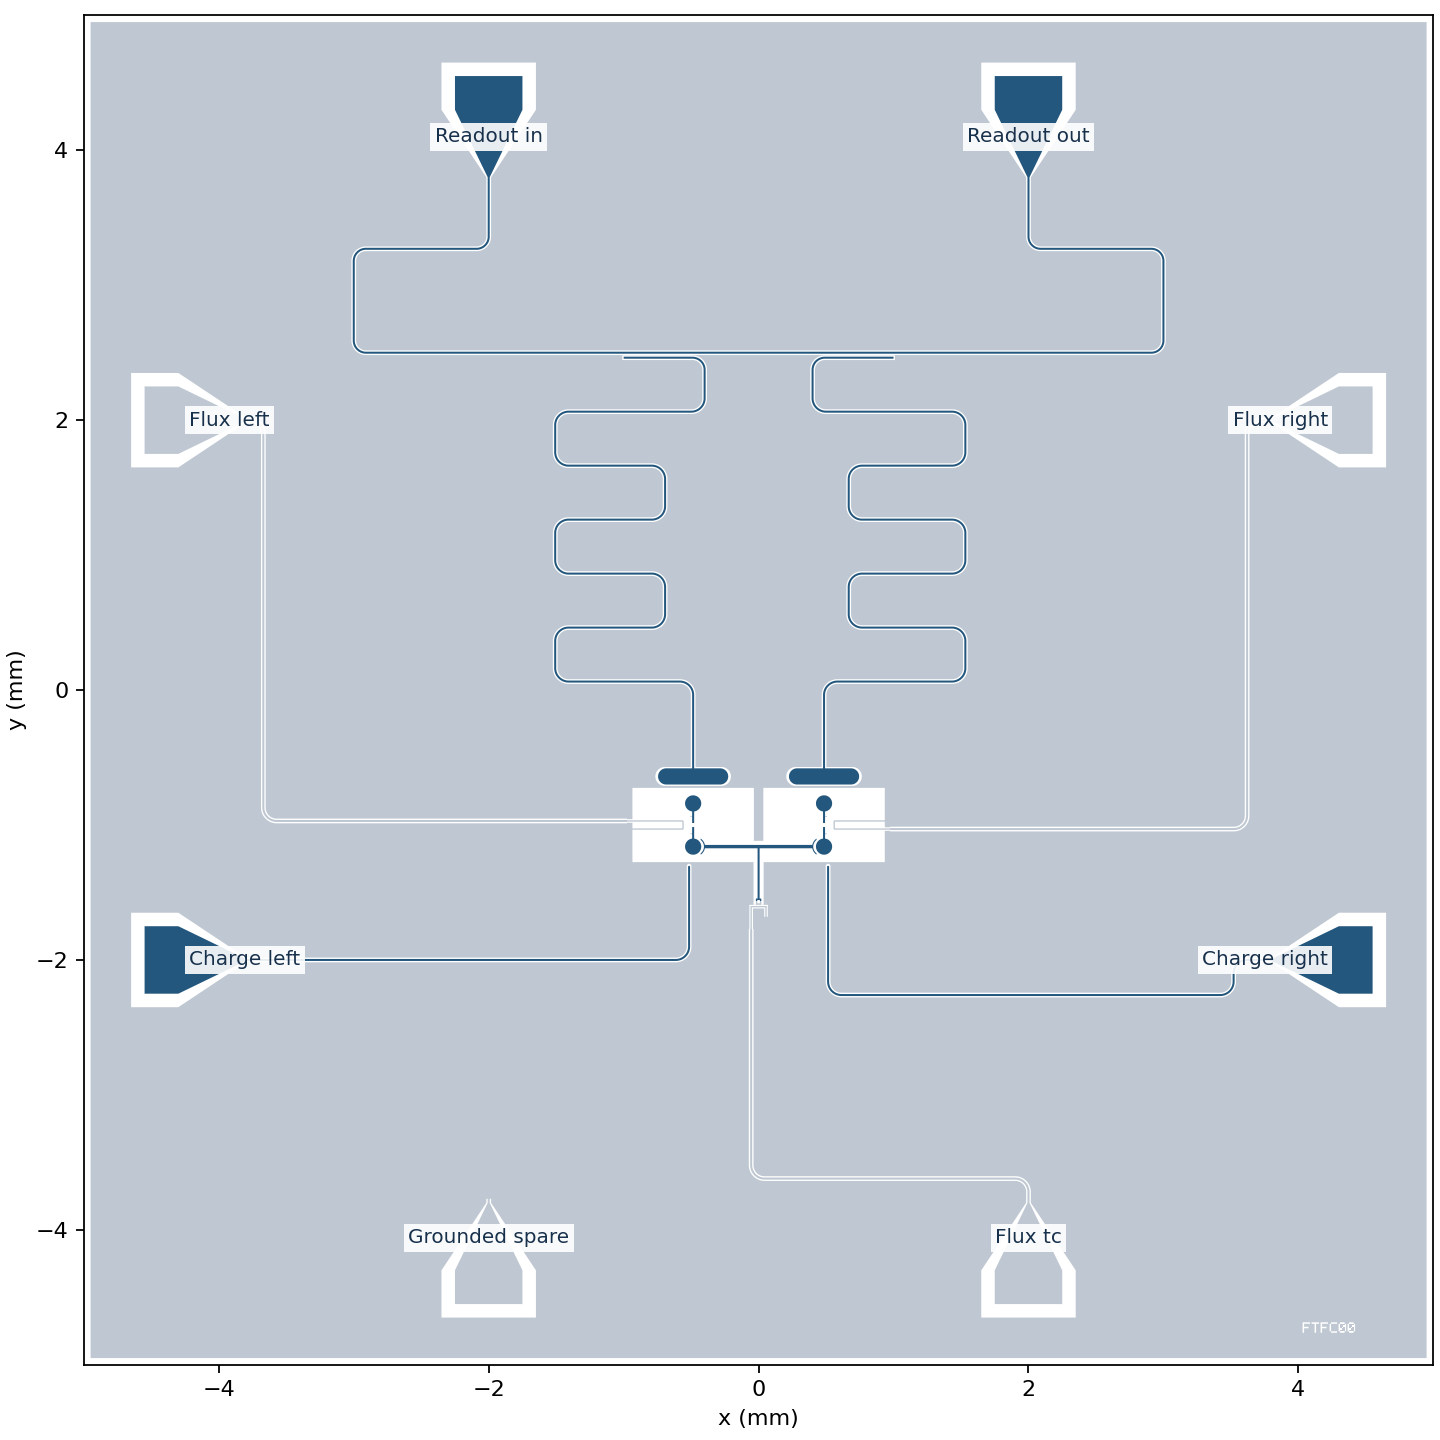 Readout in
Readout out
4
Flux left
Flux right
2
0
y (mm)
Charge left
Charge right
−2
Grounded spare
Flux tc
−4
FTFC00
−4
−2
0
2
4
x (mm)